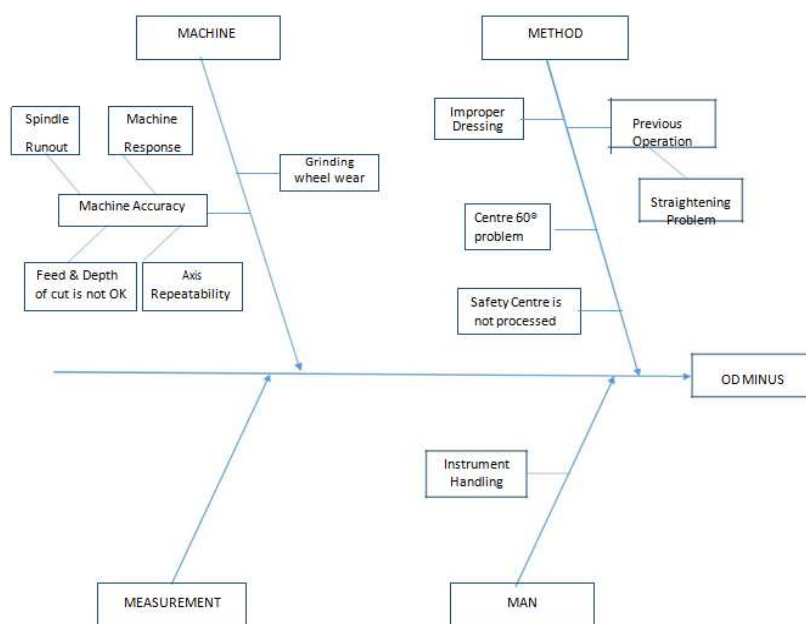 MACHINE
METHOD
Spindle
Runout
Machine
Response
Improper
Dressing
Previous
Operation
Grinding
wheel wear
Machine Accuracy
Straightening
Problem
Centre 60°
problem
Feed & Depth
of cut is not OK
Axis
Repeatability
Safety Centre is
not processed
OD MINUS
Instrument
Handling
MEASUREMENT
MAN